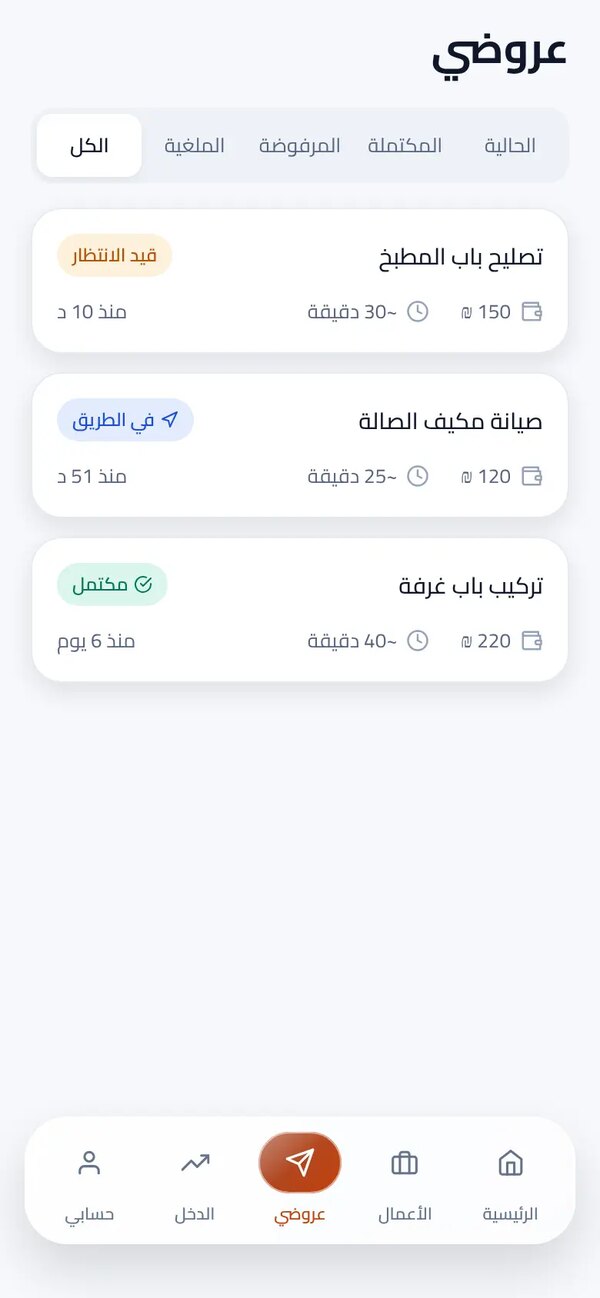 عروضي
الحالية
المكتملة
المرفوضة
الملغية
الكل
تصليح باب المطبخ
قيد الانتظار
150 ₪
~30 دقيقة
منذ 10 د
صيانة مكيف الصالة
في الطريق
120 ₪
~25 دقيقة
منذ 51 د
تركيب باب غرفة
مكتمل
220 ₪
~40 دقيقة
منذ 6 يوم
الرئيسية
الأعمال
عروضي
الدخل
حسابي